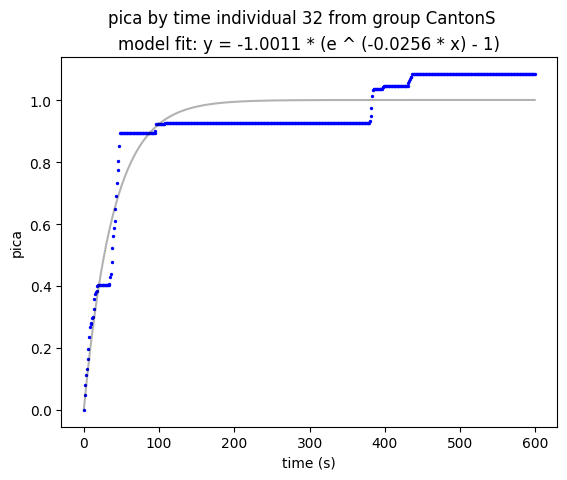 pica by time individual 32 from group CantonS
model fit: y = -1.0011 * (e ^ (-0.0256 * x) - 1)
1.0
0.8
0.6
0.4
0.2
0.0
pica
0 100 200 300 400 500 600
time (s)